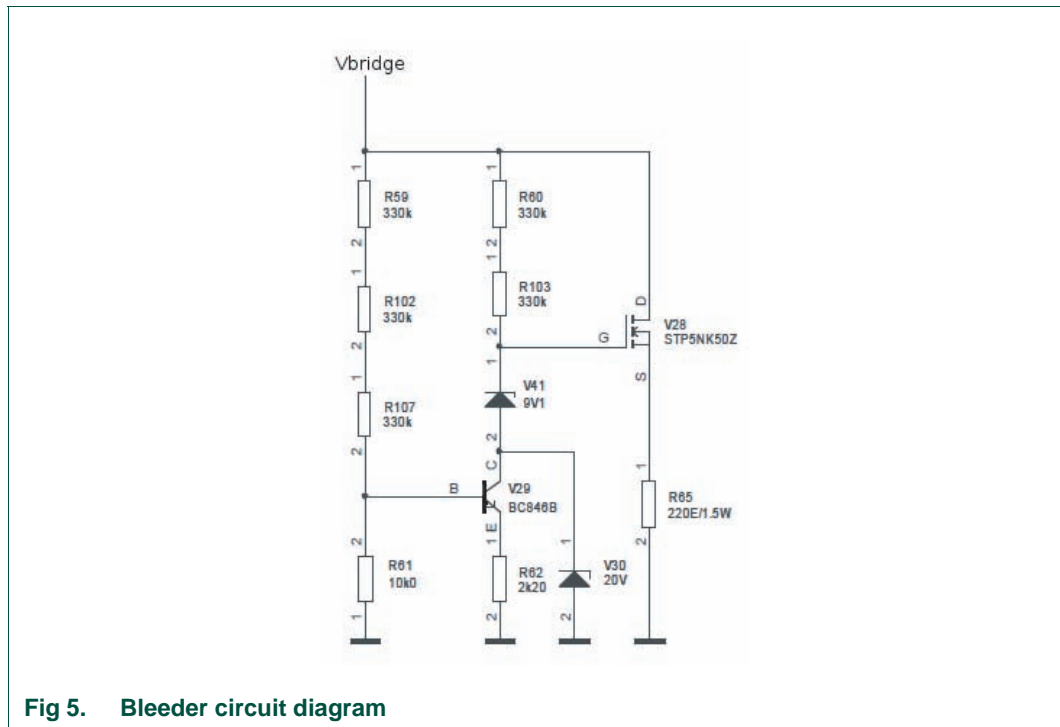 Vbridge
1
R59
330k
2
1
R102
330k
2
1
R107
330k
2
B
2
R61
10k0
1
1
R60
330k
2
1
R103
330k
2
G
D
V28
STP5NK50Z
S
1
V41
9V1
2
C
V29
BC846B
E
1
R62
2k20
2
1
V30
20V
2
1
R65
220E/1.5W
2
Fig 5. Bleeder circuit diagram